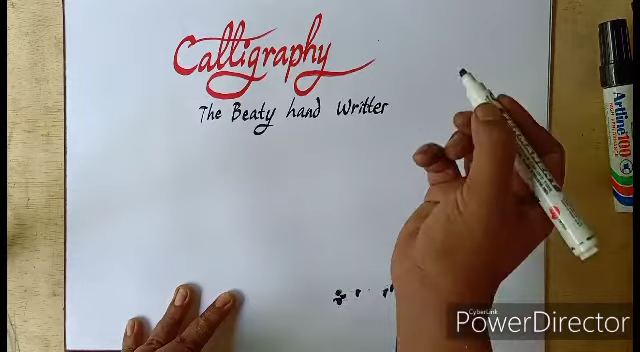 Calligraphy
The Beaty hand Writter
Artline 100
CyberLink
PowerDirector